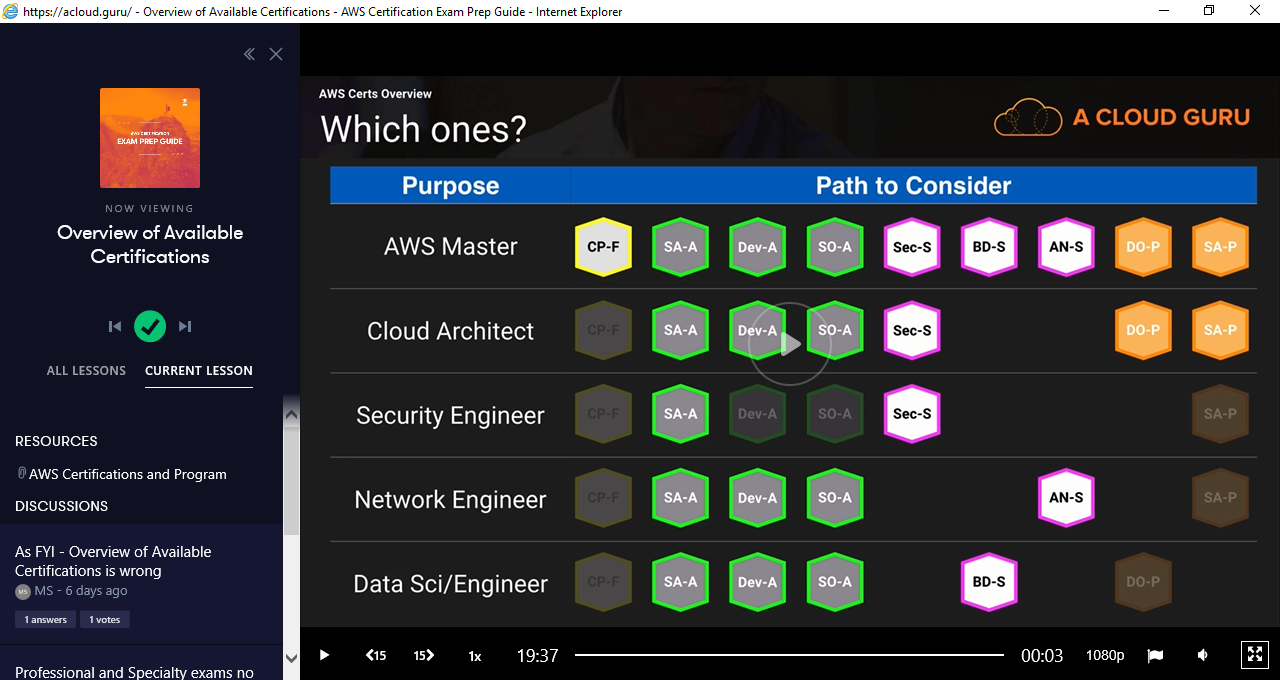 https://acloud.guru/ - Overview of Available Certifications - AWS Certification Exam Prep Guide - Internet Explorer
AWS CERTIFICATION
EXAM PREP GUIDE
NOW VIEWING
Overview of Available
Certifications
ALL LESSONS CURRENT LESSON
RESOURCES
AWS Certifications and Program
DISCUSSIONS
As FYI - Overview of Available
Certifications is wrong
MS MS - 6 days ago
1 answers 1 votes
Professional and Specialty exams no
AWS Certs Overview
Which ones?
A CLOUD GURU
Purpose Path to Consider
AWS Master CP-F SA-A Dev-A SO-A Sec-S BD-S AN-S DO-P SA-P
Cloud Architect CP-F SA-A Dev-A SO-A Sec-S DO-P SA-P
Security Engineer CP-F SA-A Dev-A SO-A Sec-S SA-P
Network Engineer CP-F SA-A Dev-A SO-A AN-S SA-P
Data Sci/Engineer CP-F SA-A Dev-A SO-A BD-S DO-P
15 15 1x 19:37 00:03 1080p